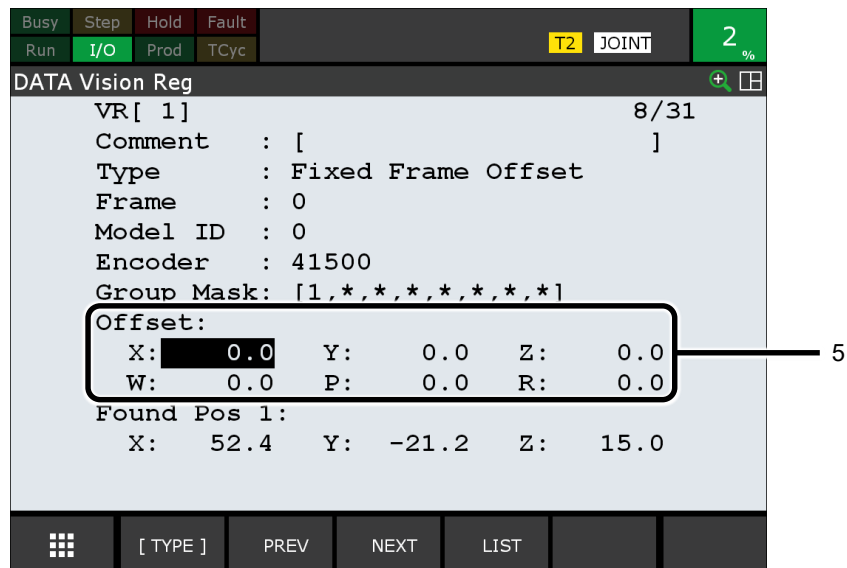 Busy Step Hold Fault
Run I/O Prod TCyc T2 JOINT 2 %
DATA Vision Reg
VR[ 1] 8/31
Comment : [ ]
Type : Fixed Frame Offset
Frame : 0
Model ID : 0
Encoder : 41500
Group Mask: [1,*,*,*,*,*,*,*]
Offset:
X: 0.0 Y: 0.0 Z: 0.0 5
W: 0.0 P: 0.0 R: 0.0
Found Pos 1:
X: 52.4 Y: -21.2 Z: 15.0
[ TYPE ] PREV NEXT LIST